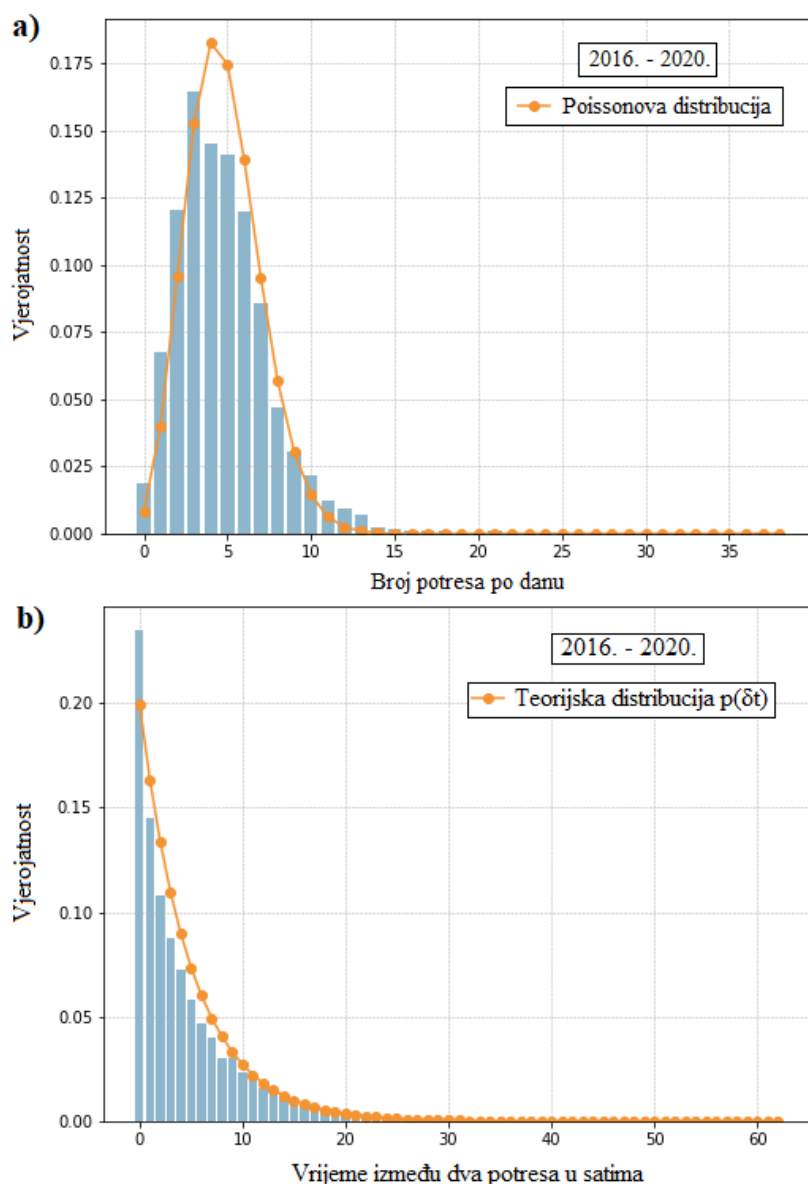 a)
2016. - 2020.
Poissonova distribucija
Vjerojatnost
0.175
0.150
0.125
0.100
0.075
0.050
0.025
0.000
0 5 10 15 20 25 30 35
Broj potresa po danu
b)
2016. - 2020.
Teorijska distribucija p(δt)
Vjerojatnost
0.20
0.15
0.10
0.05
0.00
0 10 20 30 40 50 60
Vrijeme između dva potresa u satima